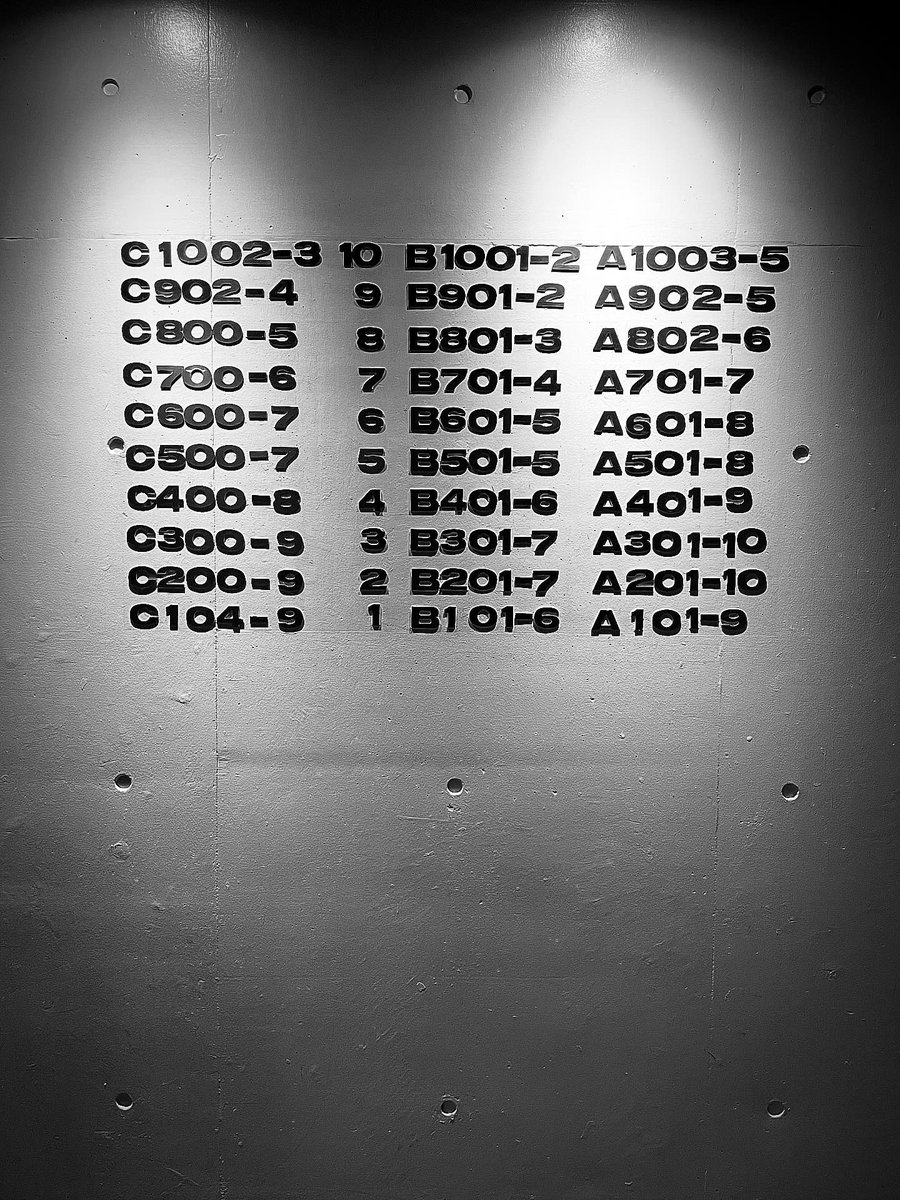 C1002-3 10 B1001-2 A1003-5
C902-4 9 B901-2 A902-5
C800-5 8 B801-3 A802-6
C700-6 7 B701-4 A701-7
C600-7 6 B601-5 A601-8
C500-7 5 B501-5 A501-8
C400-8 4 B401-6 A401-9
C300-9 3 B301-7 A301-10
C200-9 2 B201-7 A201-10
C104-9 1 B101-6 A101-9